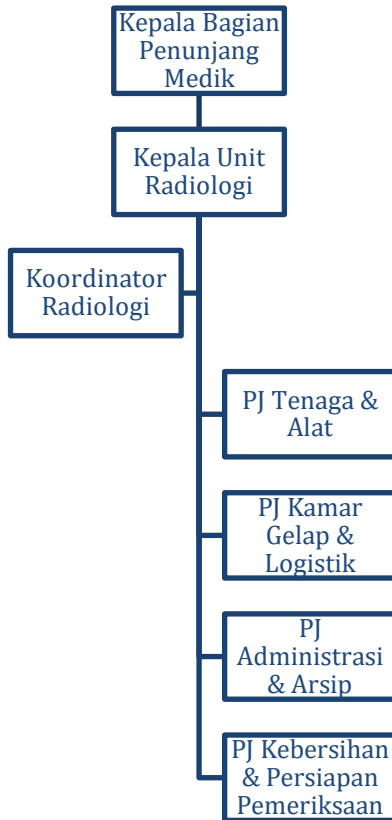 Kepala Bagian
Penunjang
Medik
Kepala Unit
Radiologi
Koordinator
Radiologi
PJ Tenaga &
Alat
PJ Kamar
Gelap &
Logistik
PJ
Administrasi
& Arsip
PJ Kebersihan
& Persiapan
Pemeriksaan